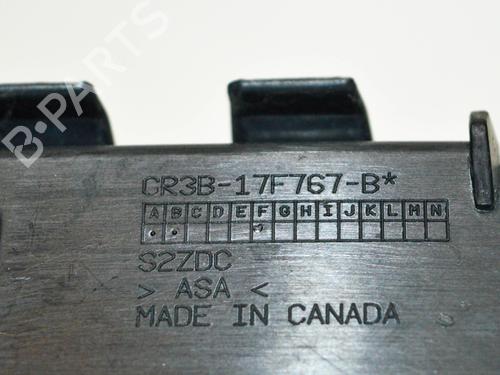 B-PARTS
CR3B-17F767-B*
A B C D E F G H I J K L M N
S2ZDC
> ASA <
MADE IN CANADA